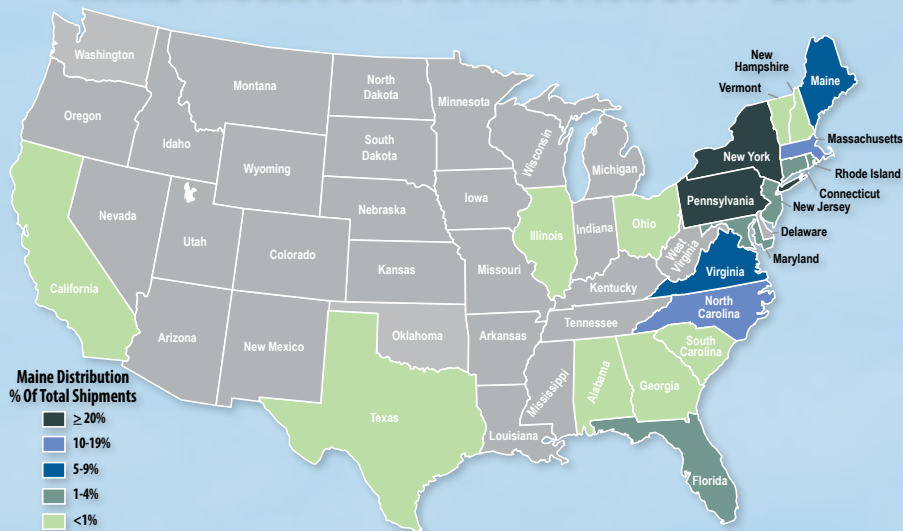 New
Hampshire
Vermont
Maine
Washington
Montana
North
Dakota
Minnesota
Oregon
Idaho
Wisconsin
Michigan
Massachusetts
South
Dakota
New York
Wyoming
Rhode Island
Connecticut
Iowa
Pennsylvania
New Jersey
Nebraska
Nevada
Ohio
Illinois
Indiana
Delaware
Utah
West
Virginia
Colorado
Maryland
Kansas
Missouri
Virginia
California
Kentucky
North
Carolina
Tennessee
Oklahoma
Arkansas
Arizona
New Mexico
South
Carolina
Mississippi
Alabama
Georgia
Texas
Louisiana
Florida
Maine Distribution
% Of Total Shipments
≥ 20%
10-19%
5-9%
1-4%
<1%